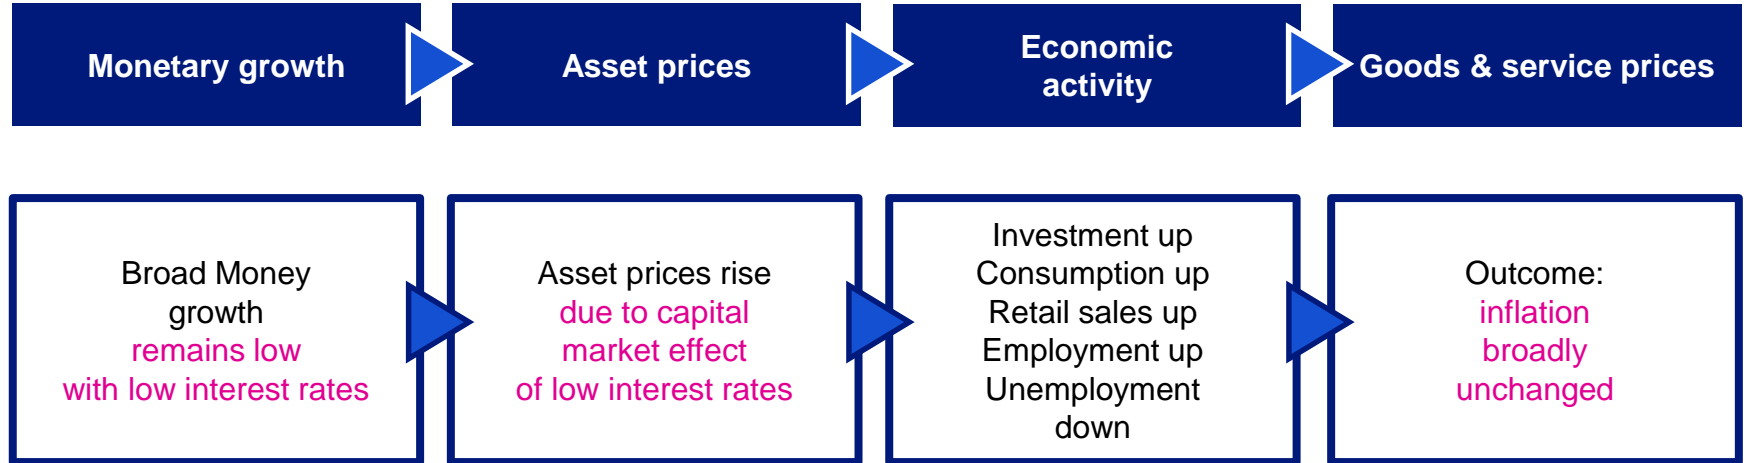 Monetary growth
Asset prices
Economic
activity
Goods & service prices
Broad Money
growth
remains low
with low interest rates
Asset prices rise
due to capital
market effect
of low interest rates
Investment up
Consumption up
Retail sales up
Employment up
Unemployment
down
Outcome:
inflation
broadly
unchanged